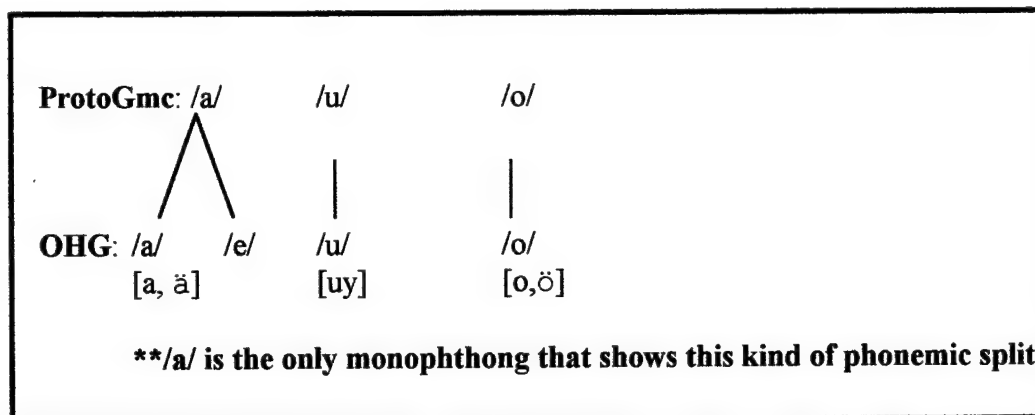 ProtoGmc: /a/ /u/ /o/
OHG: /a/ /e/ /u/ /o/
[a, ä] [uy] [o,ö]
**/a/ is the only monophthong that shows this kind of phonemic split